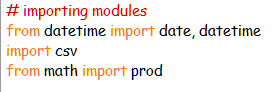 # importing modules
from datetime import date, datetime
import csv
from math import prod